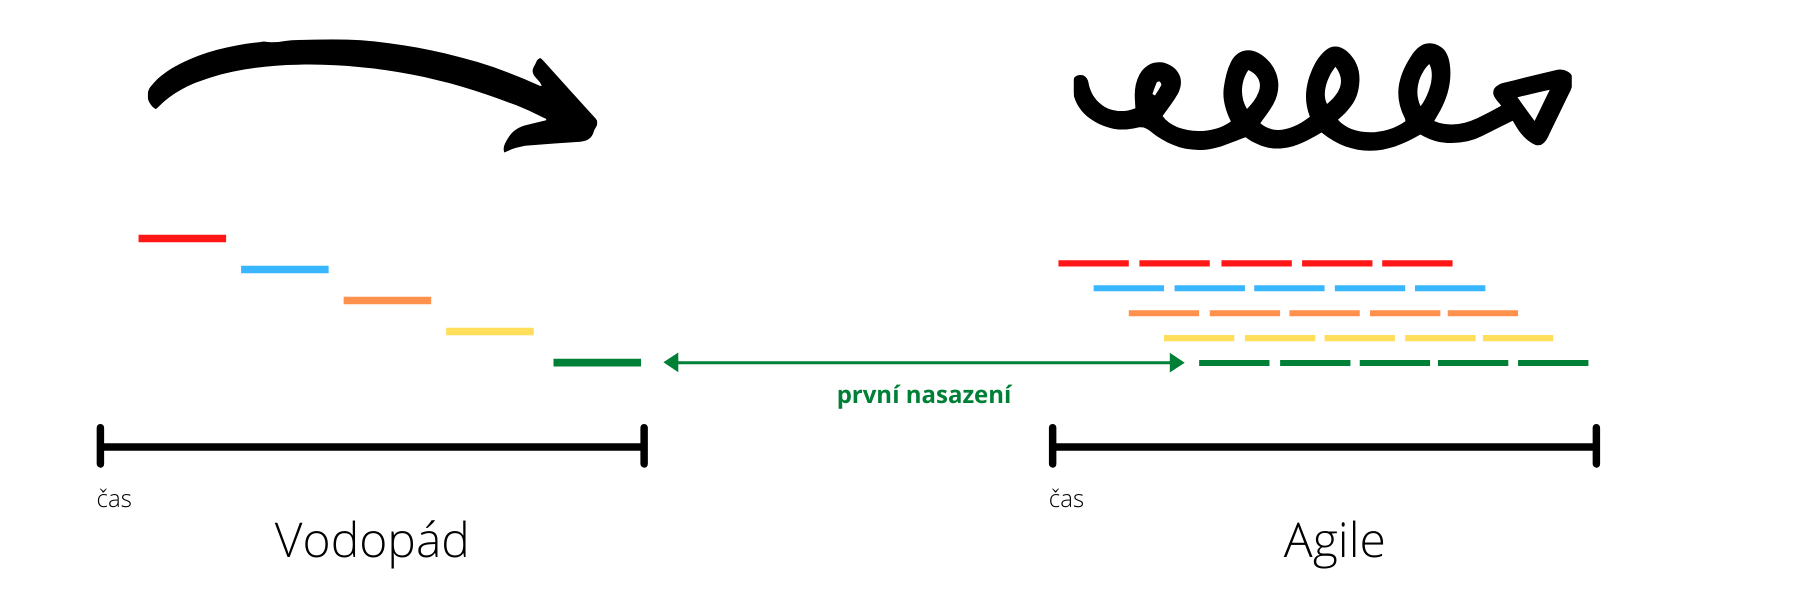 první nasazení
čas
Vodopád
čas
Agile